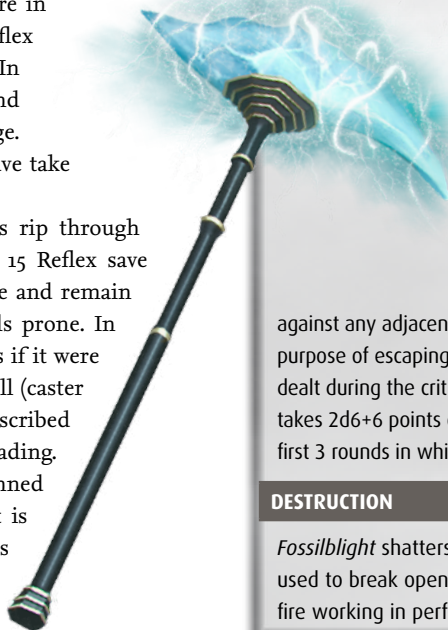 re in
flex
In
nd
ge.
ve take
s rip through
15 Reflex save
e and remain
ls prone. In
s if it were
ll (caster
scribed
ading.
nned
is
s
against any adjacen
purpose of escaping
dealt during the crit
takes 2d6+6 points
first 3 rounds in whi
DESTRUCTION
Fossilblight shatters
used to break open
fire working in perf